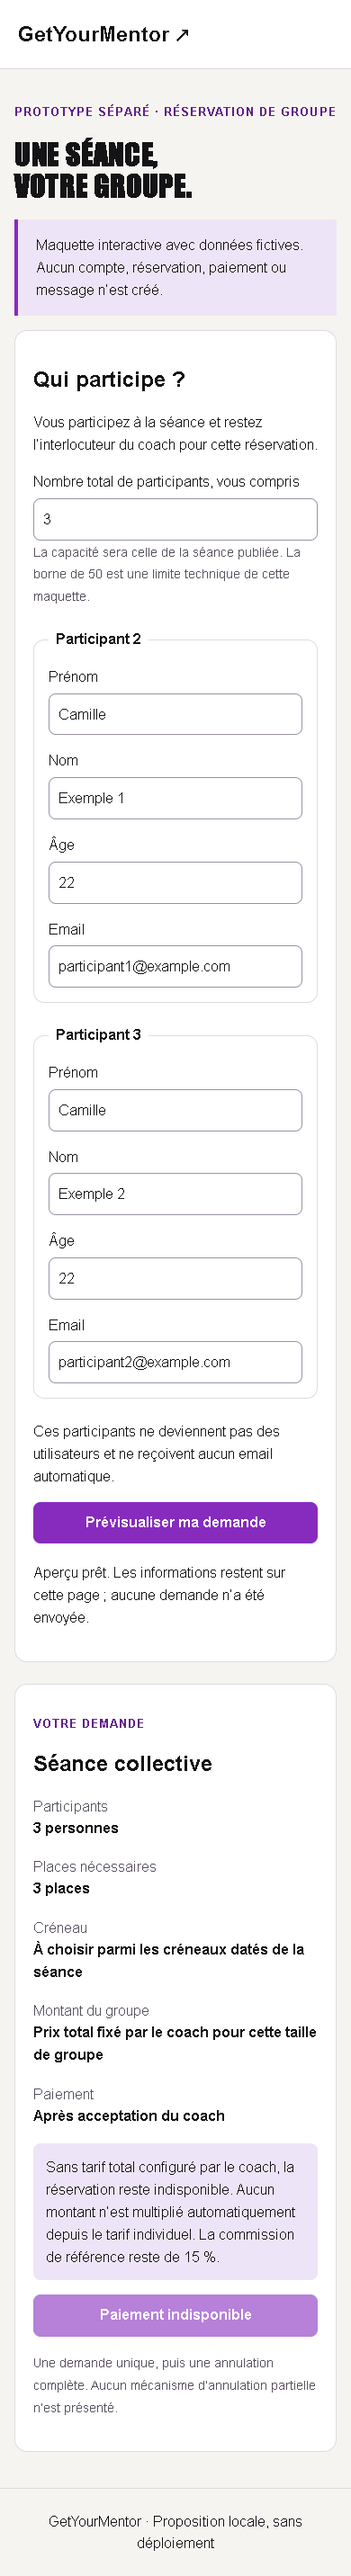 GetYourMentor ↗
PROTOTYPE SÉPARÉ · RÉSERVATION DE GROUPE
UNE SÉANCE,
VOTRE GROUPE.
Maquette interactive avec données fictives.
Aucun compte, réservation, paiement ou
message n'est créé.
Qui participe ?
Vous participez à la séance et restez
l'interlocuteur du coach pour cette réservation.
Nombre total de participants, vous compris
3
La capacité sera celle de la séance publiée. La
borne de 50 est une limite technique de cette
maquette.
Participant 2
Prénom
Camille
Nom
Exemple 1
Âge
22
Email
participant1@example.com
Participant 3
Prénom
Camille
Nom
Exemple 2
Âge
22
Email
participant2@example.com
Ces participants ne deviennent pas des
utilisateurs et ne reçoivent aucun email
automatique.
Prévisualiser ma demande
Aperçu prêt. Les informations restent sur
cette page ; aucune demande n'a été
envoyée.
VOTRE DEMANDE
Séance collective
Participants
3 personnes
Places nécessaires
3 places
Créneau
À choisir parmi les créneaux datés de la
séance
Montant du groupe
Prix total fixé par le coach pour cette taille
de groupe
Paiement
Après acceptation du coach
Sans tarif total configuré par le coach, la
réservation reste indisponible. Aucun
montant n'est multiplié automatiquement
depuis le tarif individuel. La commission
de référence reste de 15 %.
Paiement indisponible
Une demande unique, puis une annulation
complète. Aucun mécanisme d'annulation partielle
n'est présenté.
GetYourMentor · Proposition locale, sans
déploiement